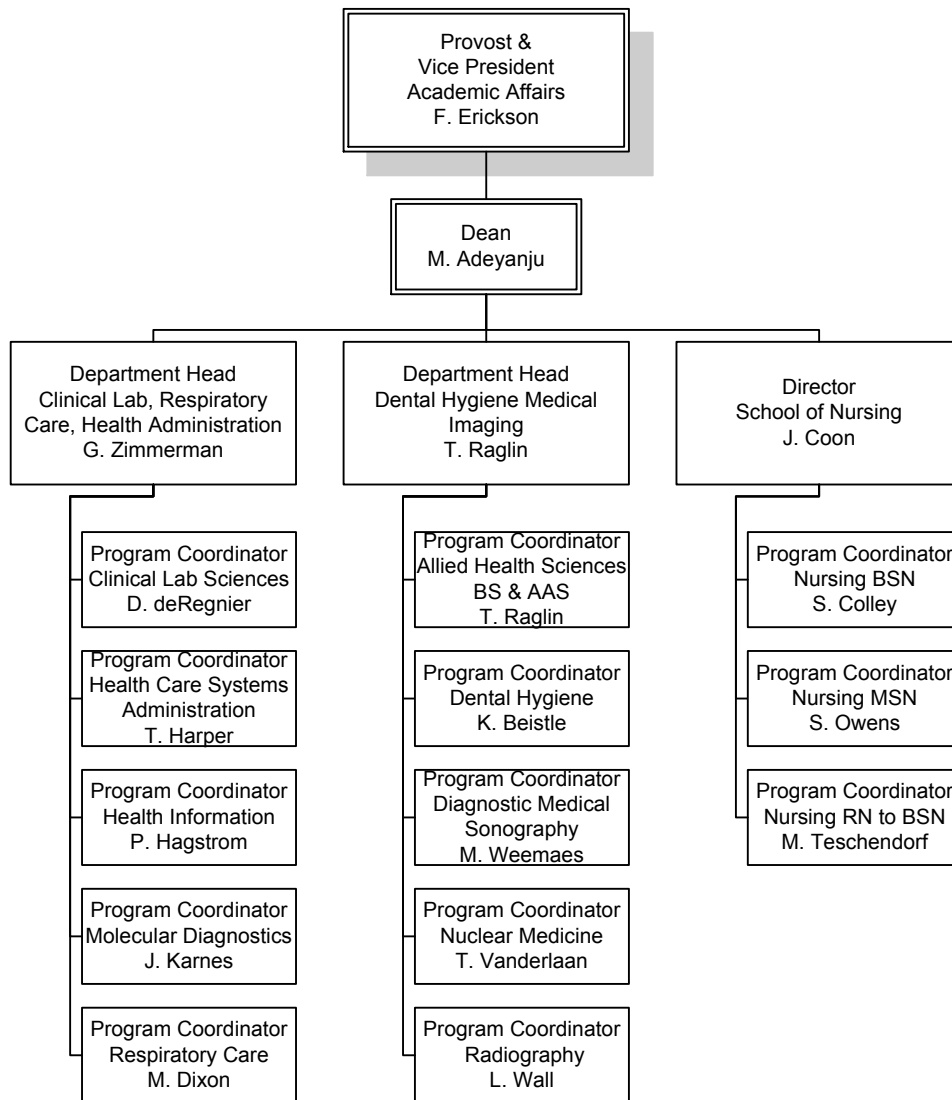 Provost &
Vice President
Academic Affairs
F. Erickson
Dean
M. Adeyanju
Department Head
Clinical Lab, Respiratory
Care, Health Administration
G. Zimmerman
Department Head
Dental Hygiene Medical
Imaging
T. Raglin
Director
School of Nursing
J. Coon
Program Coordinator
Clinical Lab Sciences
D. deRegnier
Program Coordinator
Health Care Systems
Administration
T. Harper
Program Coordinator
Health Information
P. Hagstrom
Program Coordinator
Molecular Diagnostics
J. Karnes
Program Coordinator
Respiratory Care
M. Dixon
Program Coordinator
Allied Health Sciences
BS & AAS
T. Raglin
Program Coordinator
Dental Hygiene
K. Beistle
Program Coordinator
Diagnostic Medical
Sonography
M. Weemaes
Program Coordinator
Nuclear Medicine
T. Vanderlaan
Program Coordinator
Radiography
L. Wall
Program Coordinator
Nursing BSN
S. Colley
Program Coordinator
Nursing MSN
S. Owens
Program Coordinator
Nursing RN to BSN
M. Teschendorf